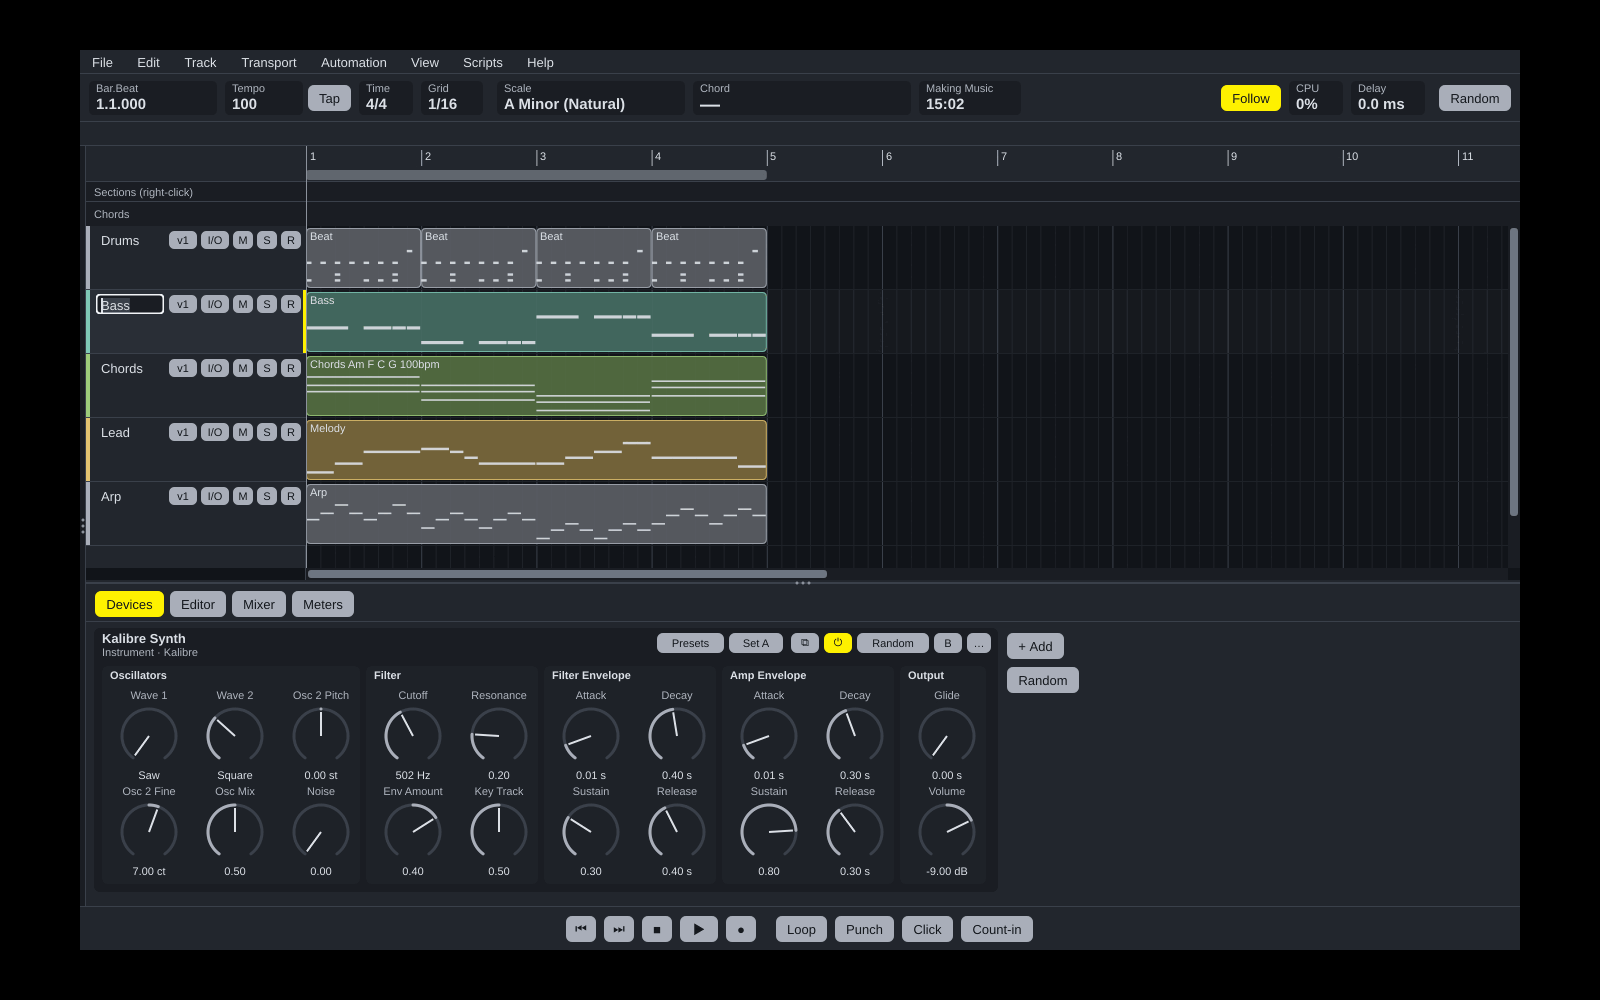 File Edit Track Transport Automation View Scripts Help
Bar.Beat Tempo Time Grid Scale Chord Making Music CPU Delay
1.1.000 100 Tap 4/4 1/16 A Minor (Natural) — 15:02 Follow 0% 0.0 ms Random
1 2 3 4 5 6 7 8 9 10 11
Sections (right-click)
Chords
Drums v1 I/O M S R Beat Beat Beat Beat
Bass v1 I/O M S R Bass
Chords v1 I/O M S R Chords Am F C G 100bpm
Lead v1 I/O M S R Melody
Arp v1 I/O M S R Arp
Devices Editor Mixer Meters
Kalibre Synth Presets Set A Random B ... + Add
Instrument · Kalibre
Random
Oscillators Filter Filter Envelope Amp Envelope Output
Wave 1 Wave 2 Osc 2 Pitch Cutoff Resonance Attack Decay Attack Decay Glide
Saw Square 0.00 st 502 Hz 0.20 0.01 s 0.40 s 0.01 s 0.30 s 0.00 s
Osc 2 Fine Osc Mix Noise Env Amount Key Track Sustain Release Sustain Release Volume
7.00 ct 0.50 0.00 0.40 0.50 0.30 0.40 s 0.80 0.30 s -9.00 dB
Loop Punch Click Count-in